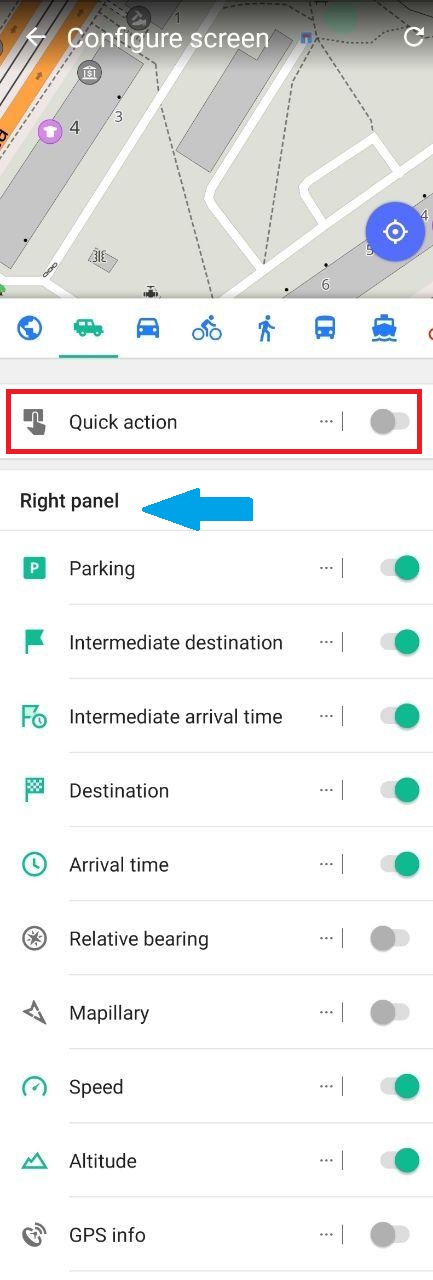 1
Configure screen
3
4
4
5
6
Quick action
Right panel
P Parking
Intermediate destination
Intermediate arrival time
Destination
Arrival time
Relative bearing
Mapillary
Speed
Altitude
GPS info